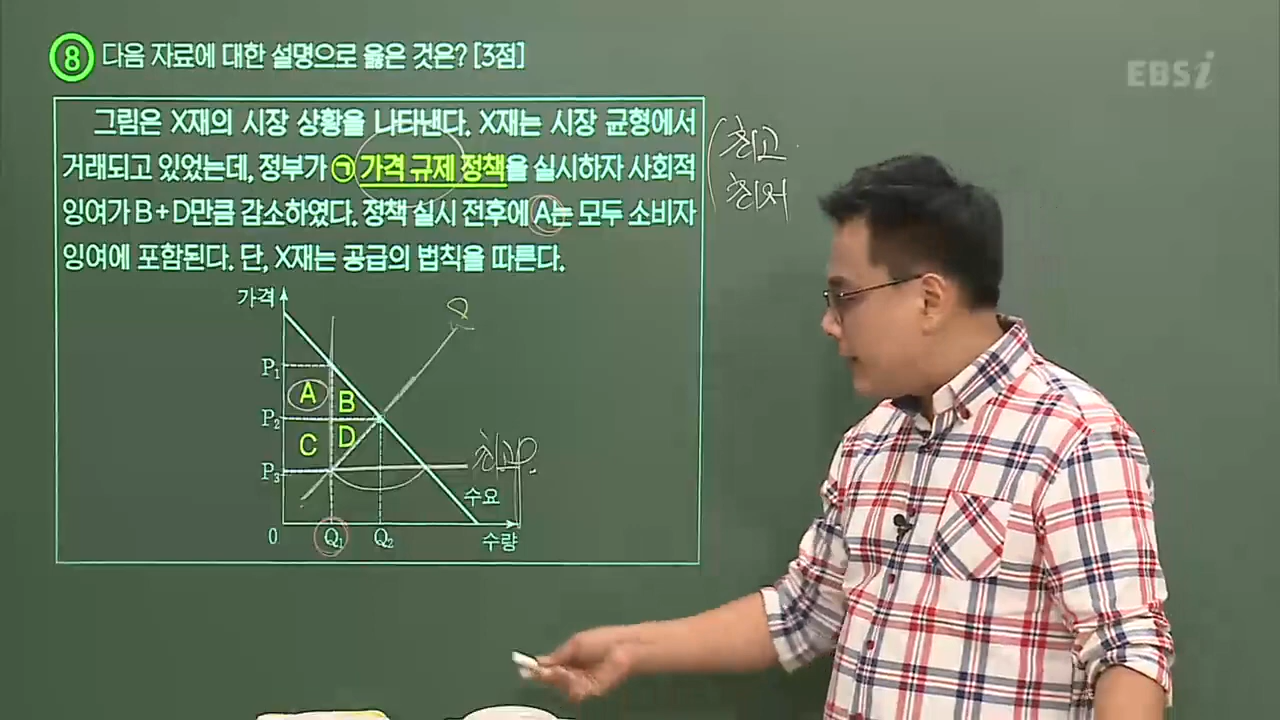 ⑧ 다음 자료에 대한 설명으로 옳은 것은? [3점]
EBSi
그림은 X재의 시장 상황을 나타낸다. X재는 시장 균형에서
거래되고 있었는데, 정부가 ㉠ 가격 규제 정책을 실시하자 사회적
잉여가 B+D만큼 감소하였다. 정책 실시 전후에 A는 모두 소비자
잉여에 포함된다. 단, X재는 공급의 법칙을 따른다.
최고
최저
가격
P₁
A
B
P₂
C
D
P₃
최고P.
수요
0
Q₁
Q₂
수량